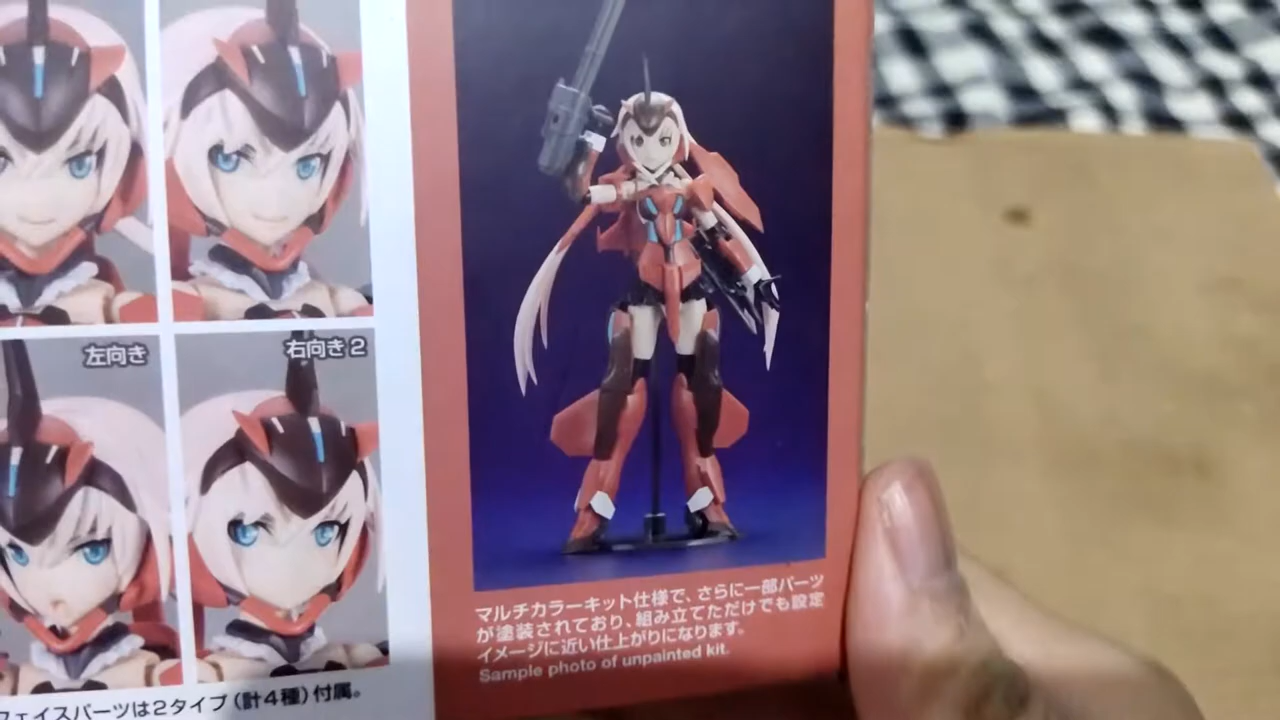 左向き
右向き2
フェイスパーツは2タイプ（計4種）付属。
マルチカラーキット仕様で、さらに一部パーツ
が塗装されており、組み立てただけでも設定
イメージに近い仕上がりになります。
Sample photo of unpainted kit.